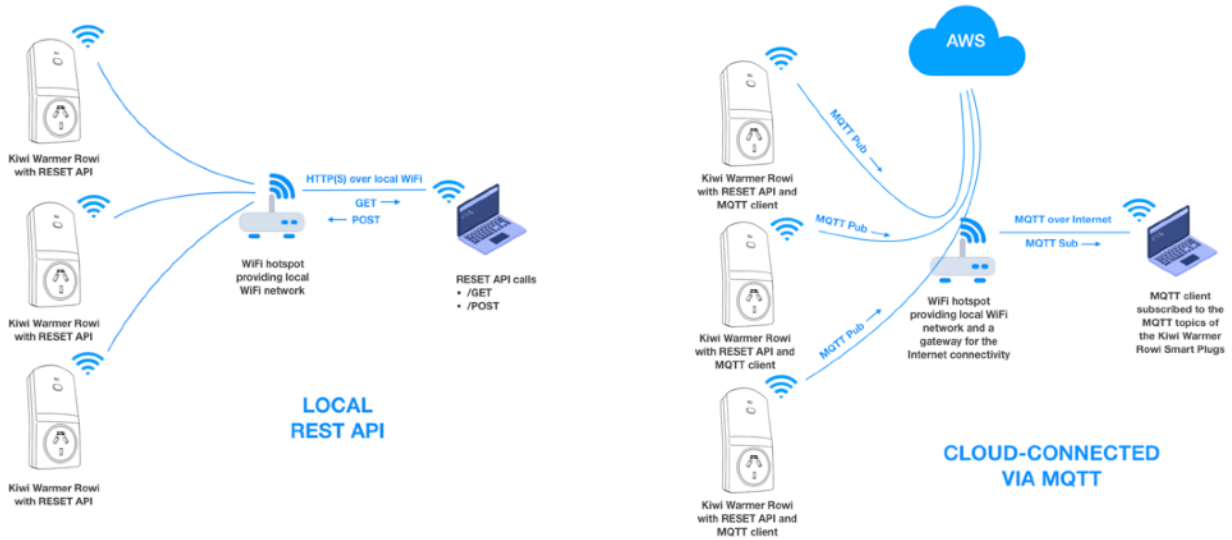 Kiwi Warmer Rowi
with RESET API
Kiwi Warmer Rowi
with RESET API
Kiwi Warmer Rowi
with RESET API
HTTP(S) over local WiFi
GET
POST
WiFi hotspot
providing local
WiFi network
RESET API calls
• /GET
• /POST
LOCAL
REST API
AWS
MQTT Pub
Kiwi Warmer Rowi
with RESET API and
MQTT client
MQTT Pub
Kiwi Warmer Rowi
with RESET API and
MQTT client
MQTT Pub
Kiwi Warmer Rowi
with RESET API and
MQTT client
WiFi hotspot
providing local WiFi
network and a
gateway for the
Internet connectivity
MQTT over Internet
MQTT Sub
MQTT client
subscribed to the
MQTT topics of
the Kiwi Warmer
Rowi Smart Plugs
CLOUD-CONNECTED
VIA MQTT